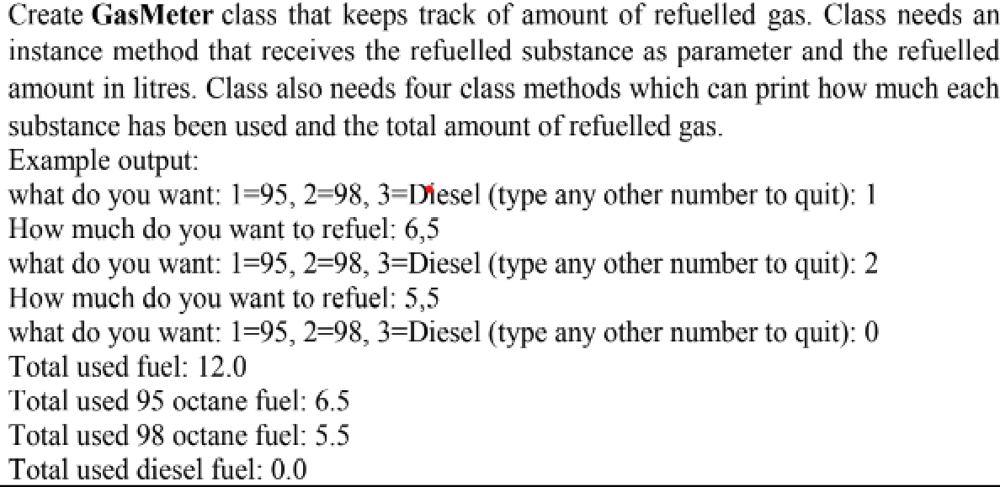 Create GasMeter class that keeps track of amount of refuelled gas. Class needs an
instance method that receives the refuelled substance as parameter and the refuelled
amount in litres. Class also needs four class methods which can print how much each
substance has been used and the total amount of refuelled gas.
Example output:
what do you want: 1=95, 2=98, 3=Diesel (type any other number to quit): 1
How much do you want to refuel: 6,5
what do you want: 1=95, 2=98, 3=Diesel (type any other number to quit): 2
How much do you want to refuel: 5,5
what do you want: 1=95, 2=98, 3=Diesel (type any other number to quit): 0
Total used fuel: 12.0
Total used 95 octane fuel: 6.5
Total used 98 octane fuel: 5.5
Total used diesel fuel: 0.0